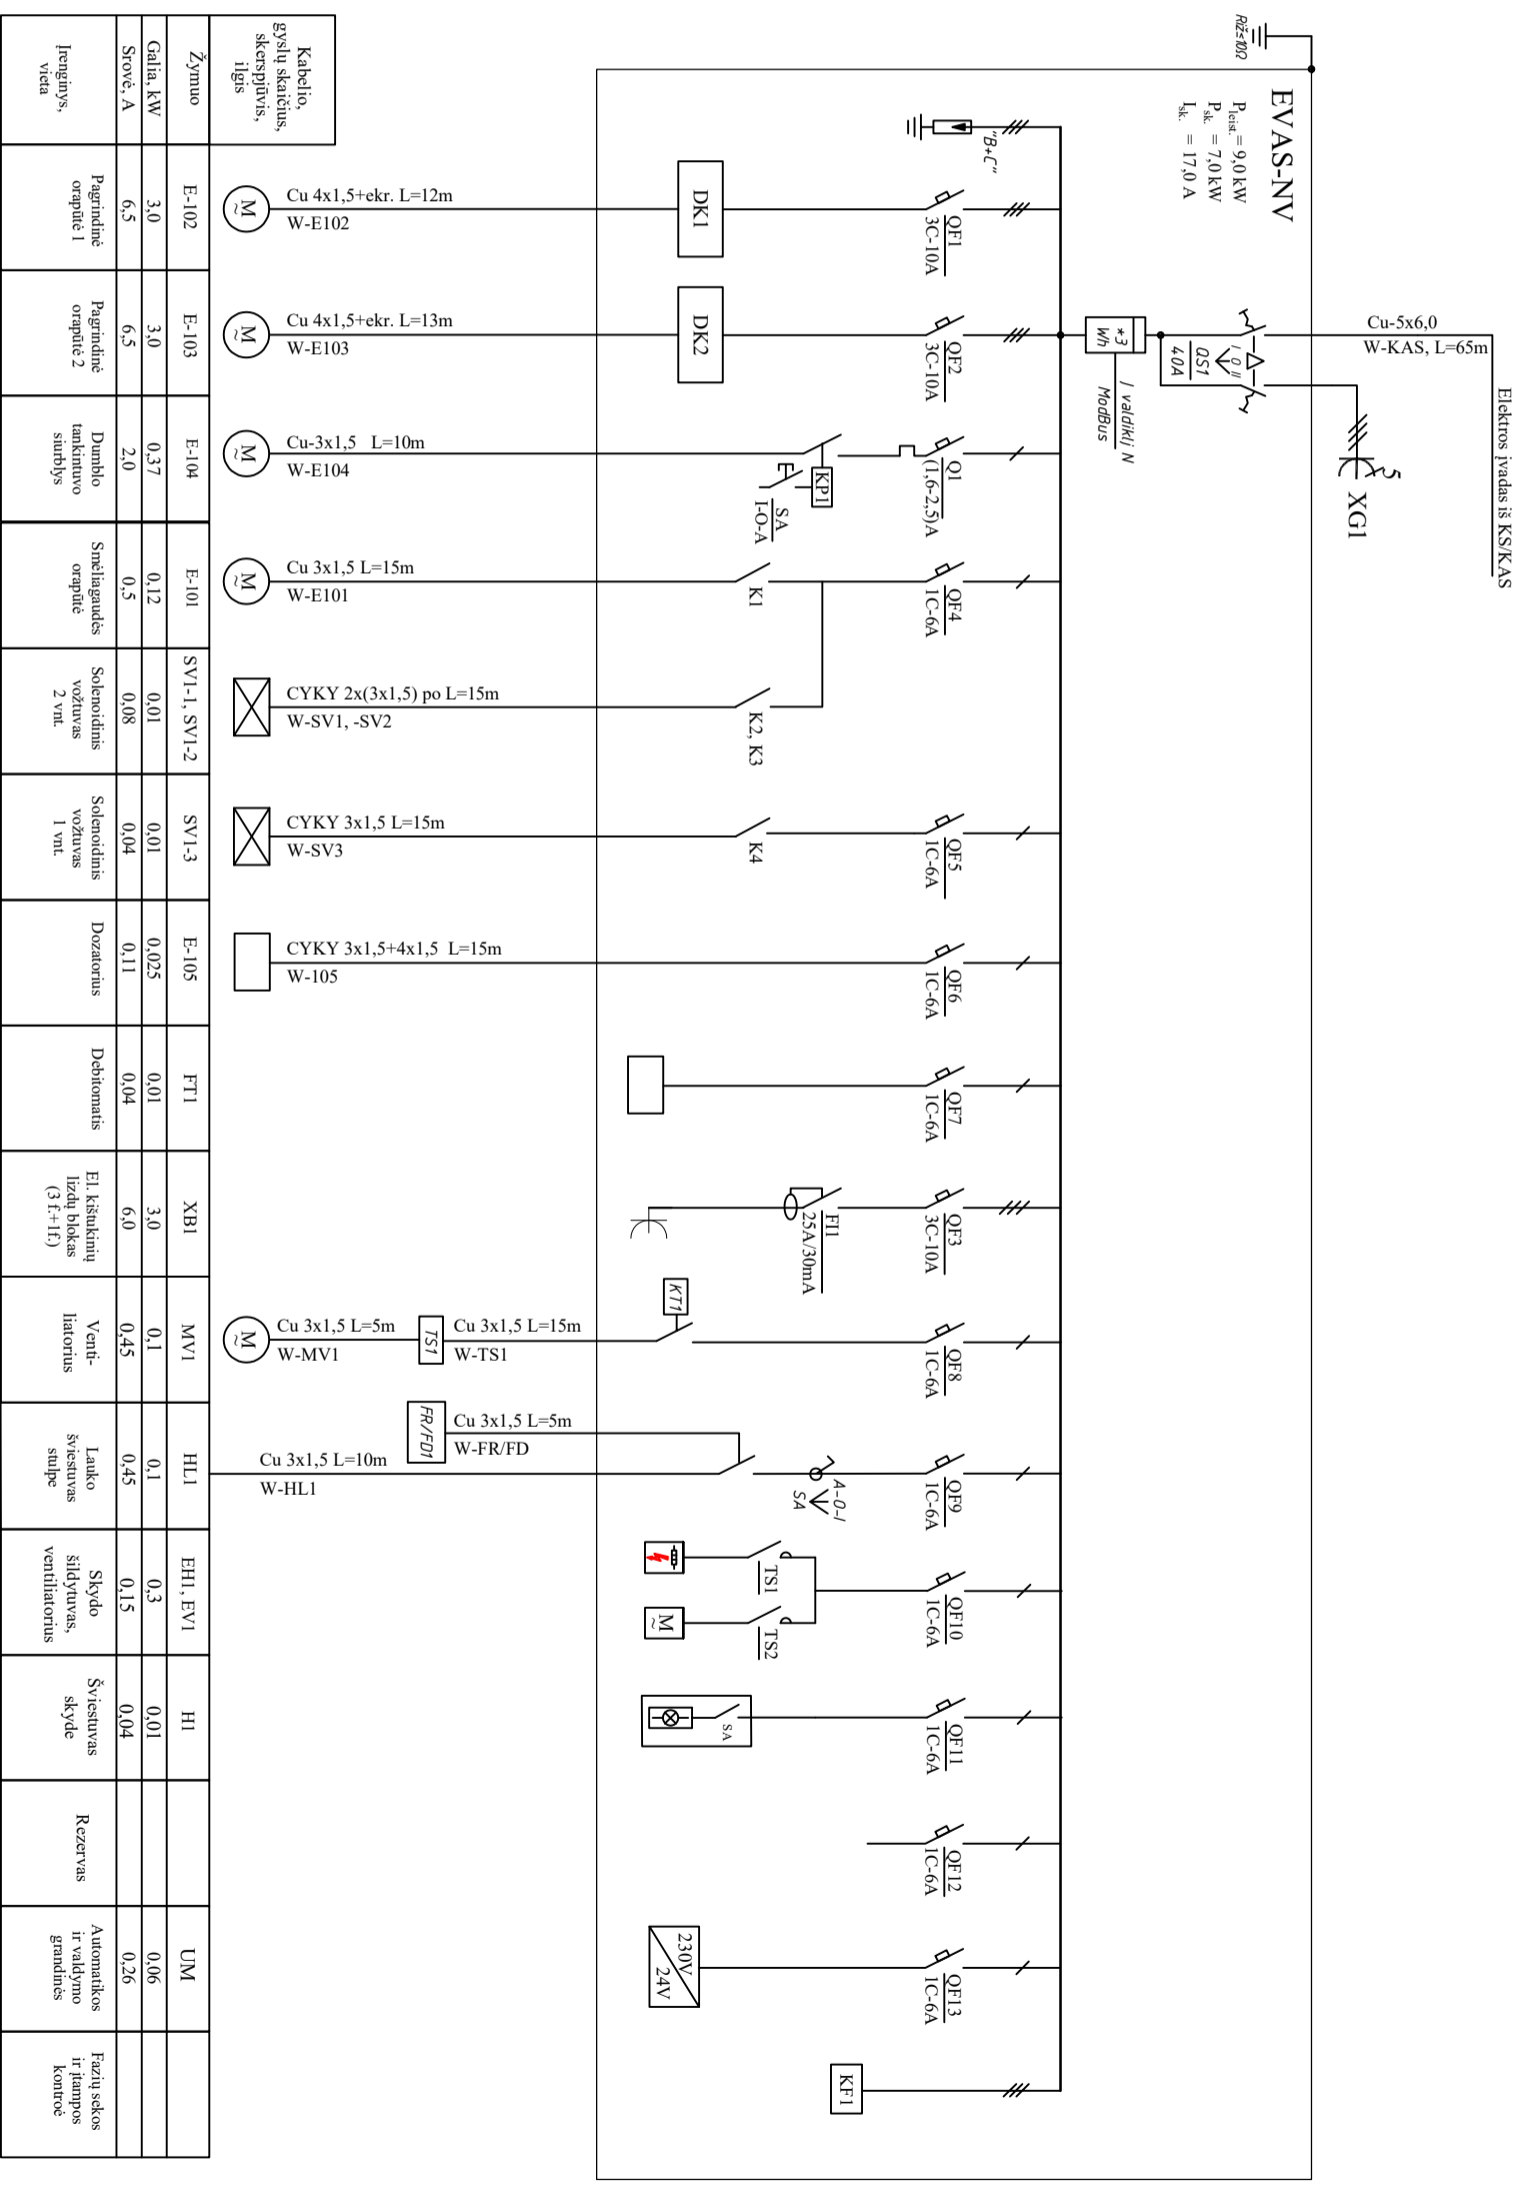 Elektros įvadas iš KS/KAS
Cu-5x6,0
W-KAS, L=65m
5
XG1
Riž≤10Ω
EVAS-NV
P leist. = 9,0 kW
P sk. = 7,0 kW
I sk. = 17,0 A
I 0 II
QS1
40A
*3
Wh
Į valdiklį N
ModBus
"B+C"
QF1
3C-10A
QF2
3C-10A
Q1
(1,6-2,5)A
QF4
1C-6A
QF5
1C-6A
QF6
1C-6A
QF7
1C-6A
QF3
3C-10A
QF8
1C-6A
QF9
1C-6A
QF10
1C-6A
QF11
1C-6A
QF12
1C-6A
QF13
1C-6A
KF1
KP1
SA
I-O-A
FI1
25A/30mA
A-0-I
SA
K1
K2, K3
K4
TS1
TS2
SA
DK1
DK2
KT1
M
~
230V
24V
Cu 4x1,5+ekr. L=12m
W-E102
Cu 4x1,5+ekr. L=13m
W-E103
Cu-3x1,5 L=10m
W-E104
Cu 3x1,5 L=15m
W-E101
CYKY 2x(3x1,5) po L=15m
W-SV1, -SV2
CYKY 3x1,5 L=15m
W-SV3
CYKY 3x1,5+4x1,5 L=15m
W-105
Cu 3x1,5 L=15m
W-TS1
TS1
Cu 3x1,5 L=5m
W-MV1
Cu 3x1,5 L=5m
W-FR/FD
FR/FD1
Cu 3x1,5 L=10m
W-HL1
M
~
M
~
M
~
M
~
M
~
Kabelio,
gyslų skaičius,
skerspjūvis,
ilgis
Žymuo E-102 E-103 E-104 E-101 SV1-1, SV1-2 SV1-3 E-105 FT1 XB1 MV1 HL1 EH1, EV1 H1 UM
Galia, kW 3,0 3,0 0,37 0,12 0,01 0,01 0,025 0,01 3,0 0,1 0,1 0,3 0,01 0,06
Srovė, A 6,5 6,5 2,0 0,5 0,08 0,04 0,11 0,04 6,0 0,45 0,45 0,15 0,04 0,26
Įrenginys,
vieta
Pagrindinė
orapūtė 1
Pagrindinė
orapūtė 2
Dumblo
tankintuvo
siurblys
Smėliagaudės
orapūtė
Solenoidinis
vožtuvas
2 vnt.
Solenoidinis
vožtuvas
1 vnt.
Dozatorius
Debitomatis
El. kištukinių
lizdų blokas
(3 f.+1f.)
Venti-
liatorius
Lauko
šviestuvas
stulpe
Skydo
šildytuvas,
ventiliatorius
Šviestuvas
skyde
Rezervas
Automatikos
ir valdymo
grandinės
Fazių sekos
ir įtampos
kontroė